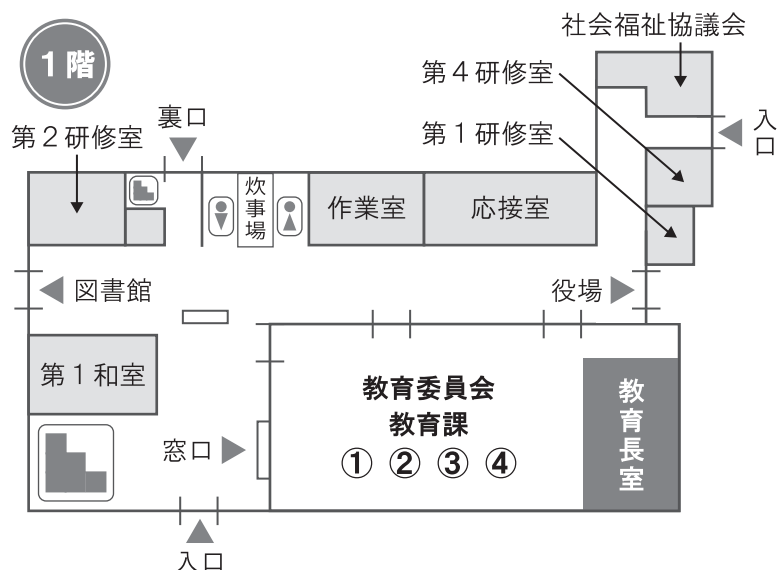 1階
社会福祉協議会
第4研修室
第1研修室
入口
裏口
第2研修室
炊事場
作業室
応接室
図書館
役場
第1和室
教育委員会
教育課
① ② ③ ④
教育長室
窓口
入口